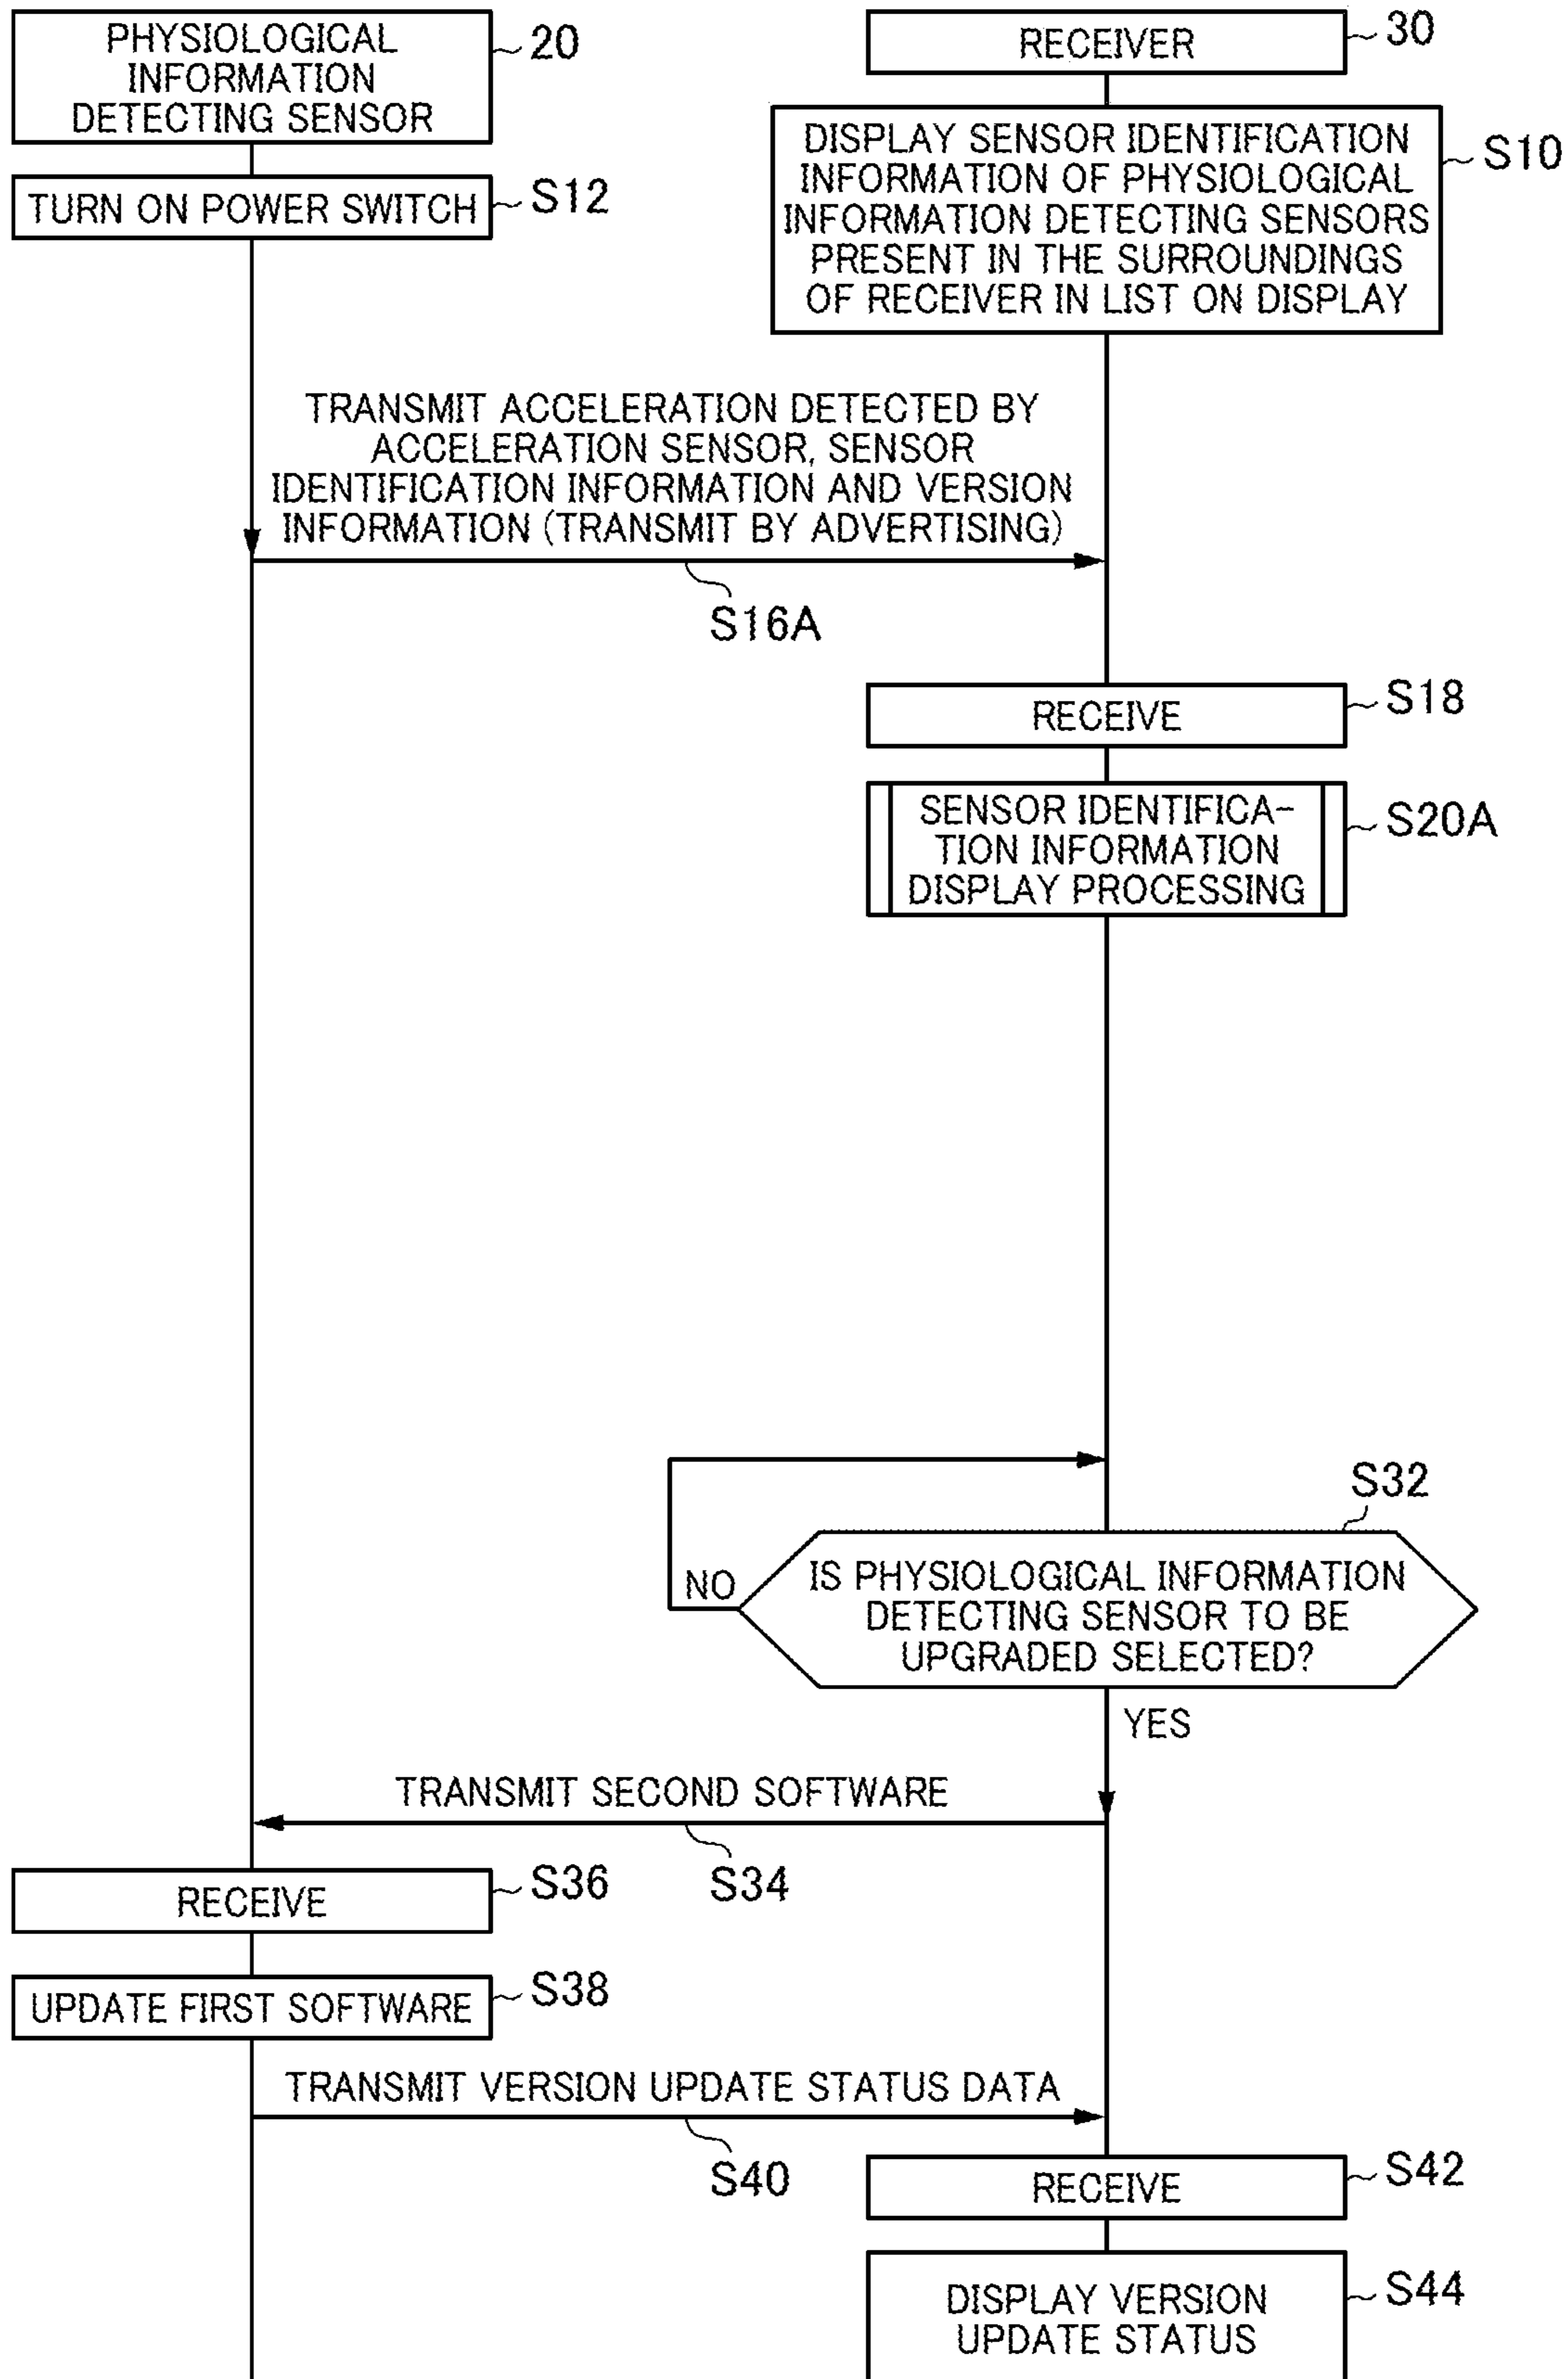 PHYSIOLOGICAL
INFORMATION
DETECTING SENSOR
20
RECEIVER
30
DISPLAY SENSOR IDENTIFICATION
INFORMATION OF PHYSIOLOGICAL
INFORMATION DETECTING SENSORS
PRESENT IN THE SURROUNDINGS
OF RECEIVER IN LIST ON DISPLAY
S10
TURN ON POWER SWITCH
S12
TRANSMIT ACCELERATION DETECTED BY
ACCELERATION SENSOR, SENSOR
IDENTIFICATION INFORMATION AND VERSION
INFORMATION (TRANSMIT BY ADVERTISING)
S16A
RECEIVE
S18
SENSOR IDENTIFICA-
TION INFORMATION
DISPLAY PROCESSING
S20A
S32
NO
IS PHYSIOLOGICAL INFORMATION
DETECTING SENSOR TO BE
UPGRADED SELECTED?
YES
TRANSMIT SECOND SOFTWARE
S34
RECEIVE
S36
UPDATE FIRST SOFTWARE
S38
TRANSMIT VERSION UPDATE STATUS DATA
S40
RECEIVE
S42
DISPLAY VERSION
UPDATE STATUS
S44